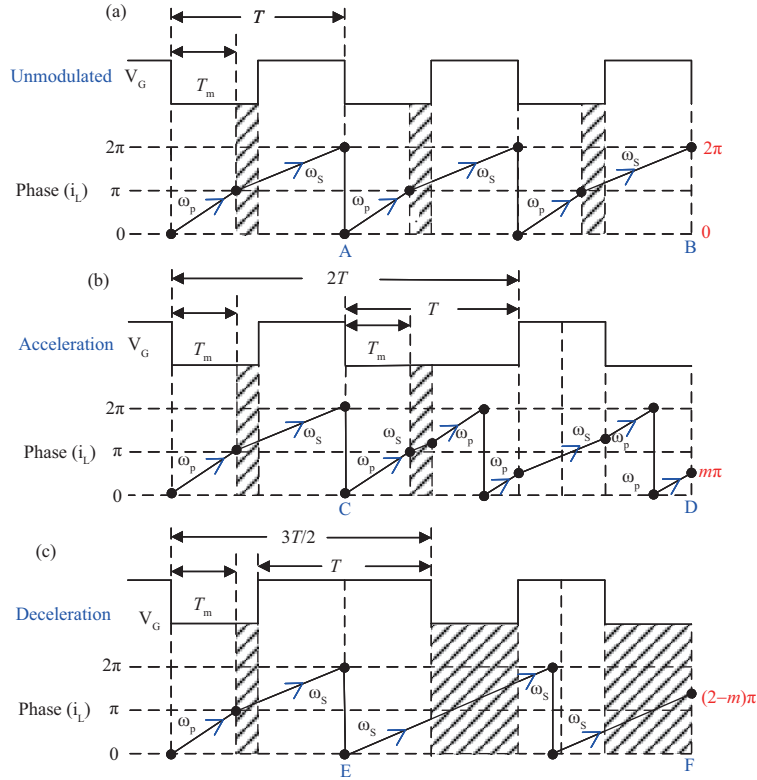 (a)
T
Unmodulated
V_G
T_m
2π
2π
Phase (i_L)
π
ω_p
ω_S
ω_p
ω_S
ω_p
ω_S
0
0
A
B
(b)
2T
T
Acceleration
V_G
T_m
T_m
2π
Phase (i_L)
π
ω_p
ω_S
ω_p
ω_S
ω_p
ω_p
ω_S
ω_p
ω_p
mπ
0
C
D
(c)
3T/2
T
Deceleration
V_G
T_m
2π
Phase (i_L)
π
ω_p
ω_S
ω_S
ω_S
ω_S
(2−m)π
0
E
F